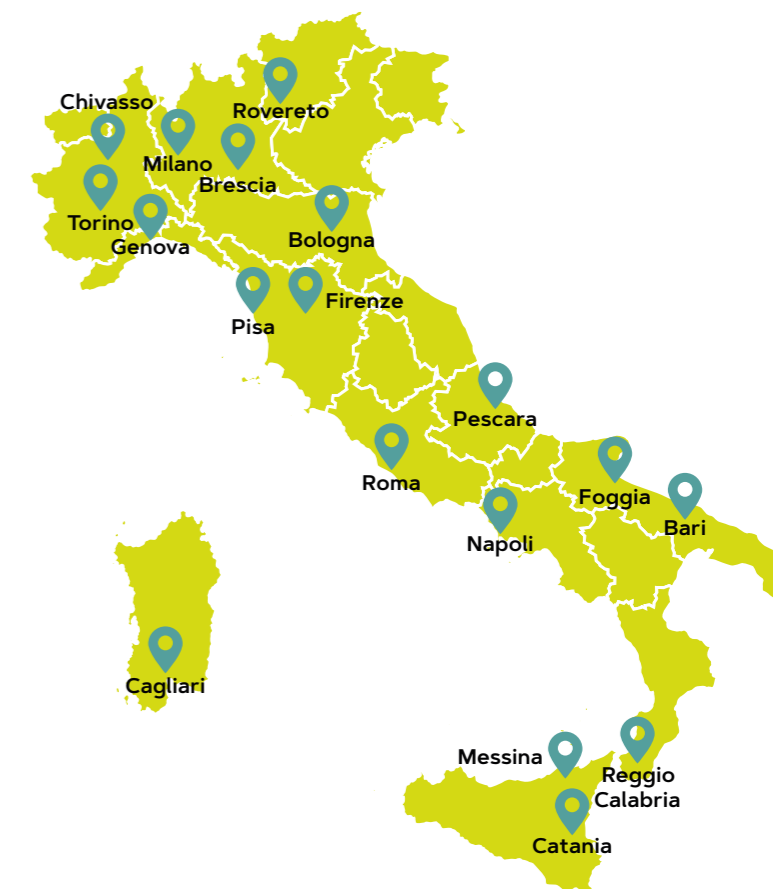 Chivasso
Rovereto
Milano
Brescia
Torino
Genova
Bologna
Firenze
Pisa
Pescara
Roma
Foggia
Bari
Napoli
Cagliari
Messina
Reggio
Calabria
Catania